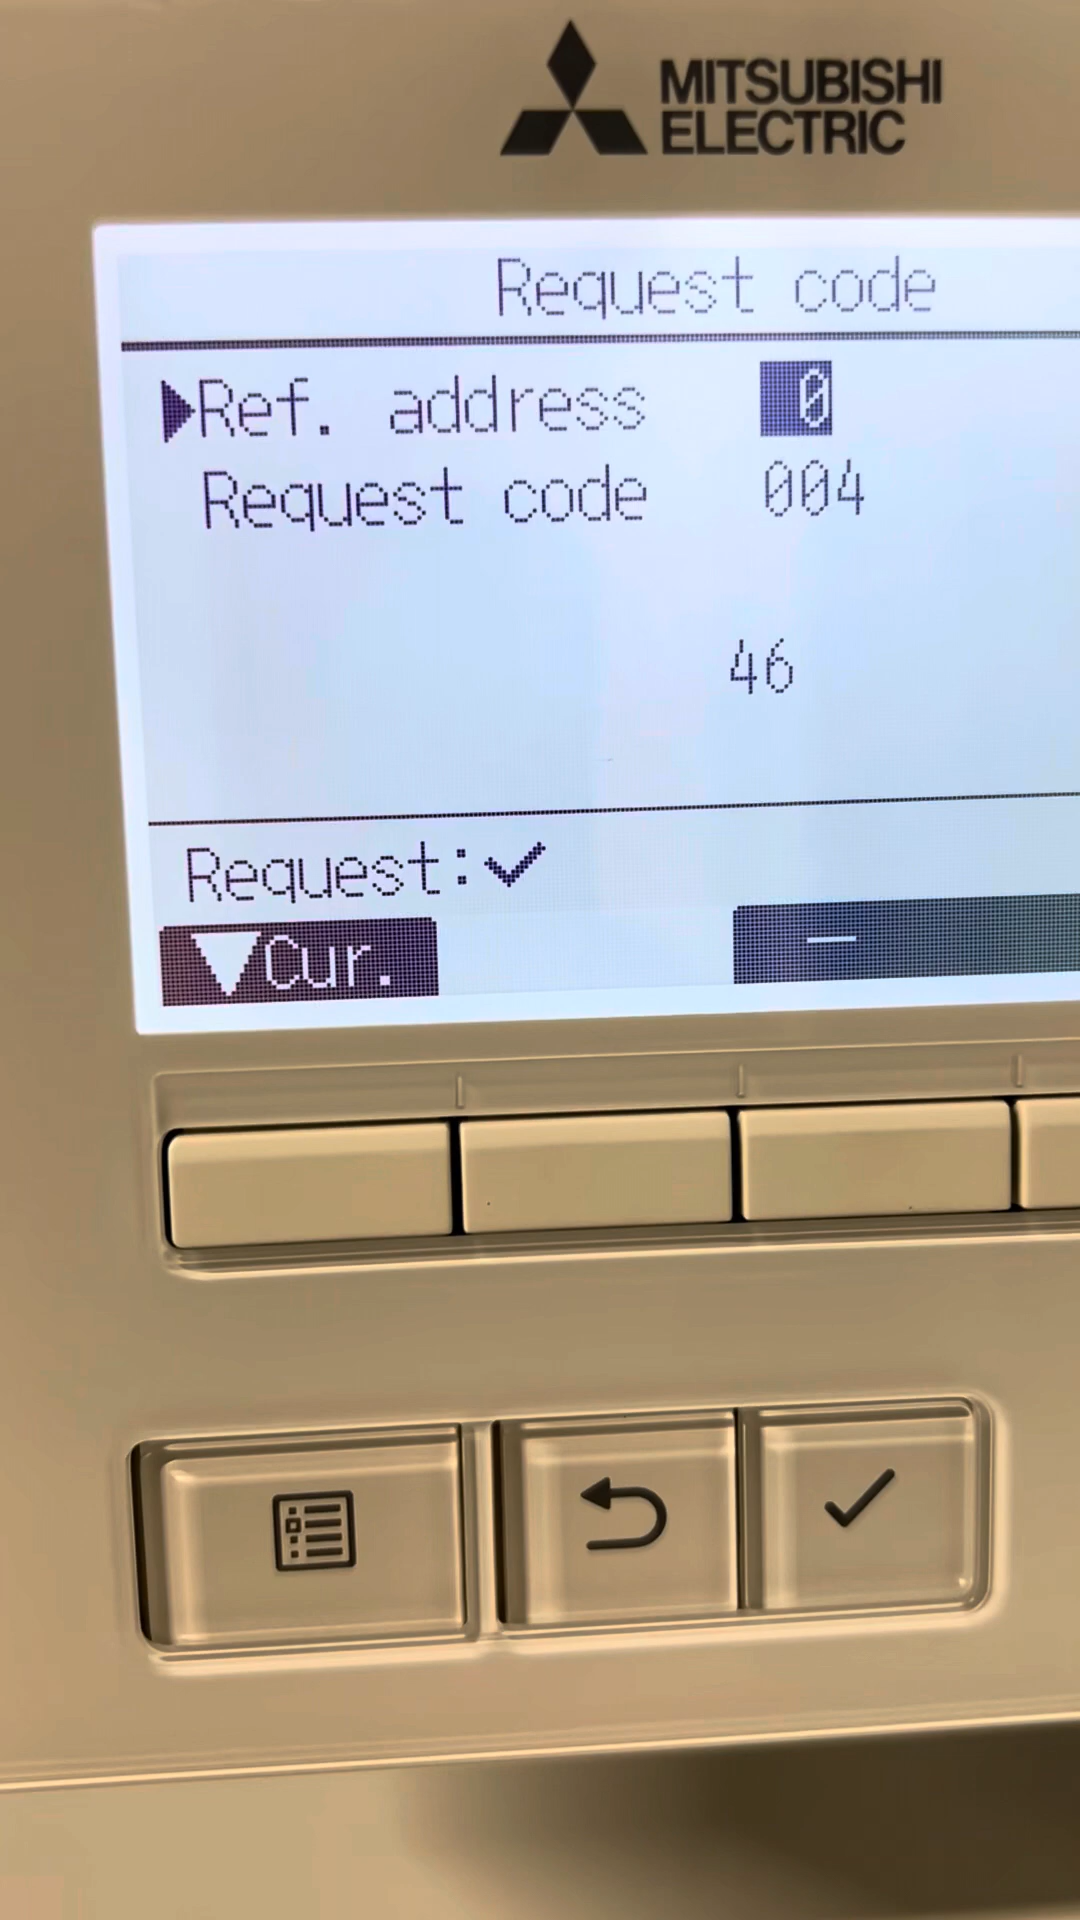 MITSUBISHI
ELECTRIC
Request code
▶Ref. address 0
Request code 004
46
Request:✓
▼Cur. −